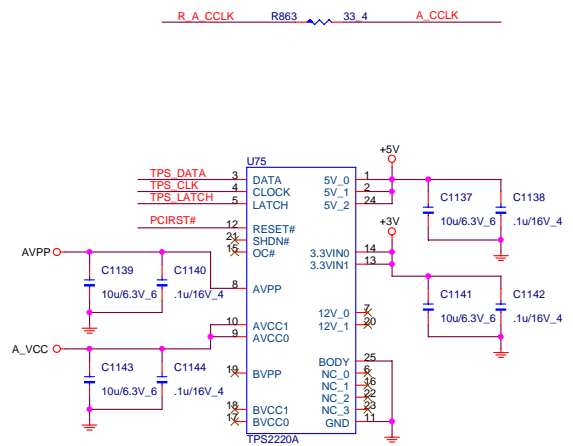 R_A_CCLK R863 33_4 A_CCLK
U75
+5V
TPS_DATA 3 DATA 5V_0 1
TPS_CLK 4 CLOCK 5V_1 2
TPS_LATCH 5 LATCH 5V_2 24
C1137 C1138
10u/6.3V_6 .1u/16V_4
PCIRST# 12 RESET#
+3V
21 SHDN#
15 OC# 3.3VIN0 14
3.3VIN1 13
AVPP
C1139 C1140
10u/6.3V_6 .1u/16V_4
8 AVPP
C1141 C1142
10u/6.3V_6 .1u/16V_4
12V_0 7
10 AVCC1 12V_1 20
9 AVCC0
A_VCC
C1143 C1144
10u/6.3V_6 .1u/16V_4
BODY 25
19 BVPP NC_0 6
NC_1 16
NC_2 22
18 BVCC1 NC_3 23
17 BVCC0 GND 11
TPS2220A